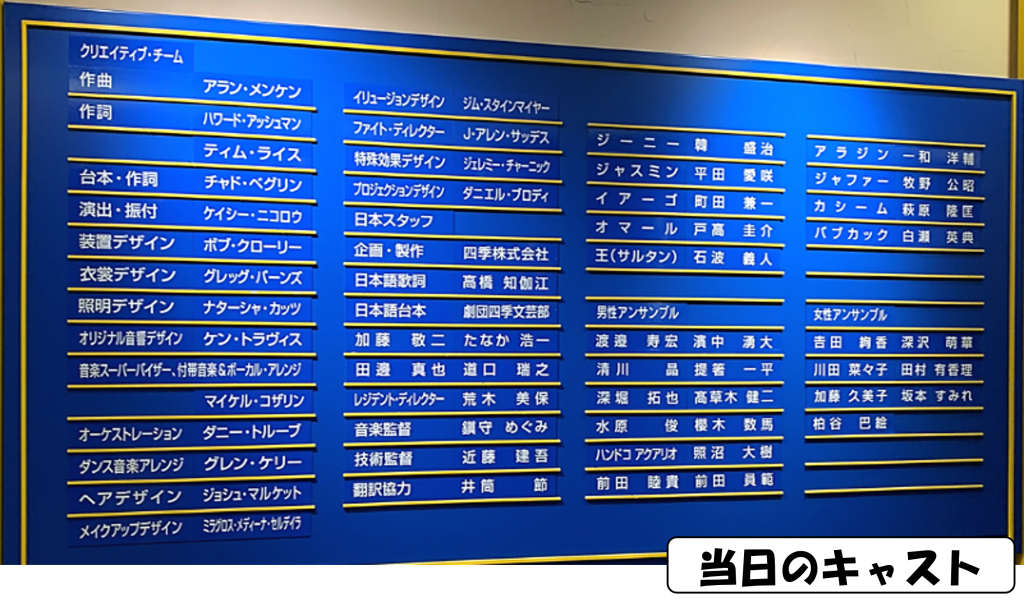 クリエイティブ・チーム
作曲 アラン・メンケン
作詞 ハワード・アッシュマン
ティム・ライス
台本・作詞 チャド・ベグリン
演出・振付 ケイシー・ニコロウ
装置デザイン ボブ・クローリー
衣裳デザイン グレッグ・バーンズ
照明デザイン ナターシャ・カッツ
オリジナル音響デザイン ケン・トラヴィス
音楽スーパーバイザー、付帯音楽&ボーカル・アレンジ
マイケル・コザリン
オーケストレーション ダニー・トルーブ
ダンス音楽アレンジ グレン・ケリー
ヘアデザイン ジョシュ・マルケット
メイクアップデザイン ミラグロス・メディーナ・セルデイラ
イリュージョンデザイン ジム・スタインマイヤー
ファイト・ディレクター J・アレン・サッデス
特殊効果デザイン ジェレミー・チャーニック
プロジェクションデザイン ダニエル・ブロディ
日本スタッフ
企画・製作 四季株式会社
日本語歌詞 高橋 知伽江
日本語台本 劇団四季文芸部
加藤 敬二 たなか 浩一
田邊 真也 道口 瑞之
レジデント・ディレクター 荒木 美保
音楽監督 鎮守 めぐみ
技術監督 近藤 建吾
翻訳協力 井筒 節
ジーニー 韓 盛治
ジャスミン 平田 愛咲
イアーゴ 町田 兼一
オマール 戸高 圭介
王(サルタン) 石波 義人
男性アンサンブル
渡邉 寿宏 濱中 湧大
清川 晶 提箸 一平
深堀 拓也 髙草木 健二
水原 俊 櫻木 数馬
ハンドコ アクアリオ 照沼 大樹
前田 睦貴 前田 員範
アラジン 一和 洋輔
ジャファー 牧野 公昭
カシーム 萩原 隆匡
バブカック 白瀬 英典
女性アンサンブル
吉田 絢香 深沢 萌華
川田 菜々子 田村 有香理
加藤 久美子 坂本 すみれ
柏谷 巴絵
当日のキャスト